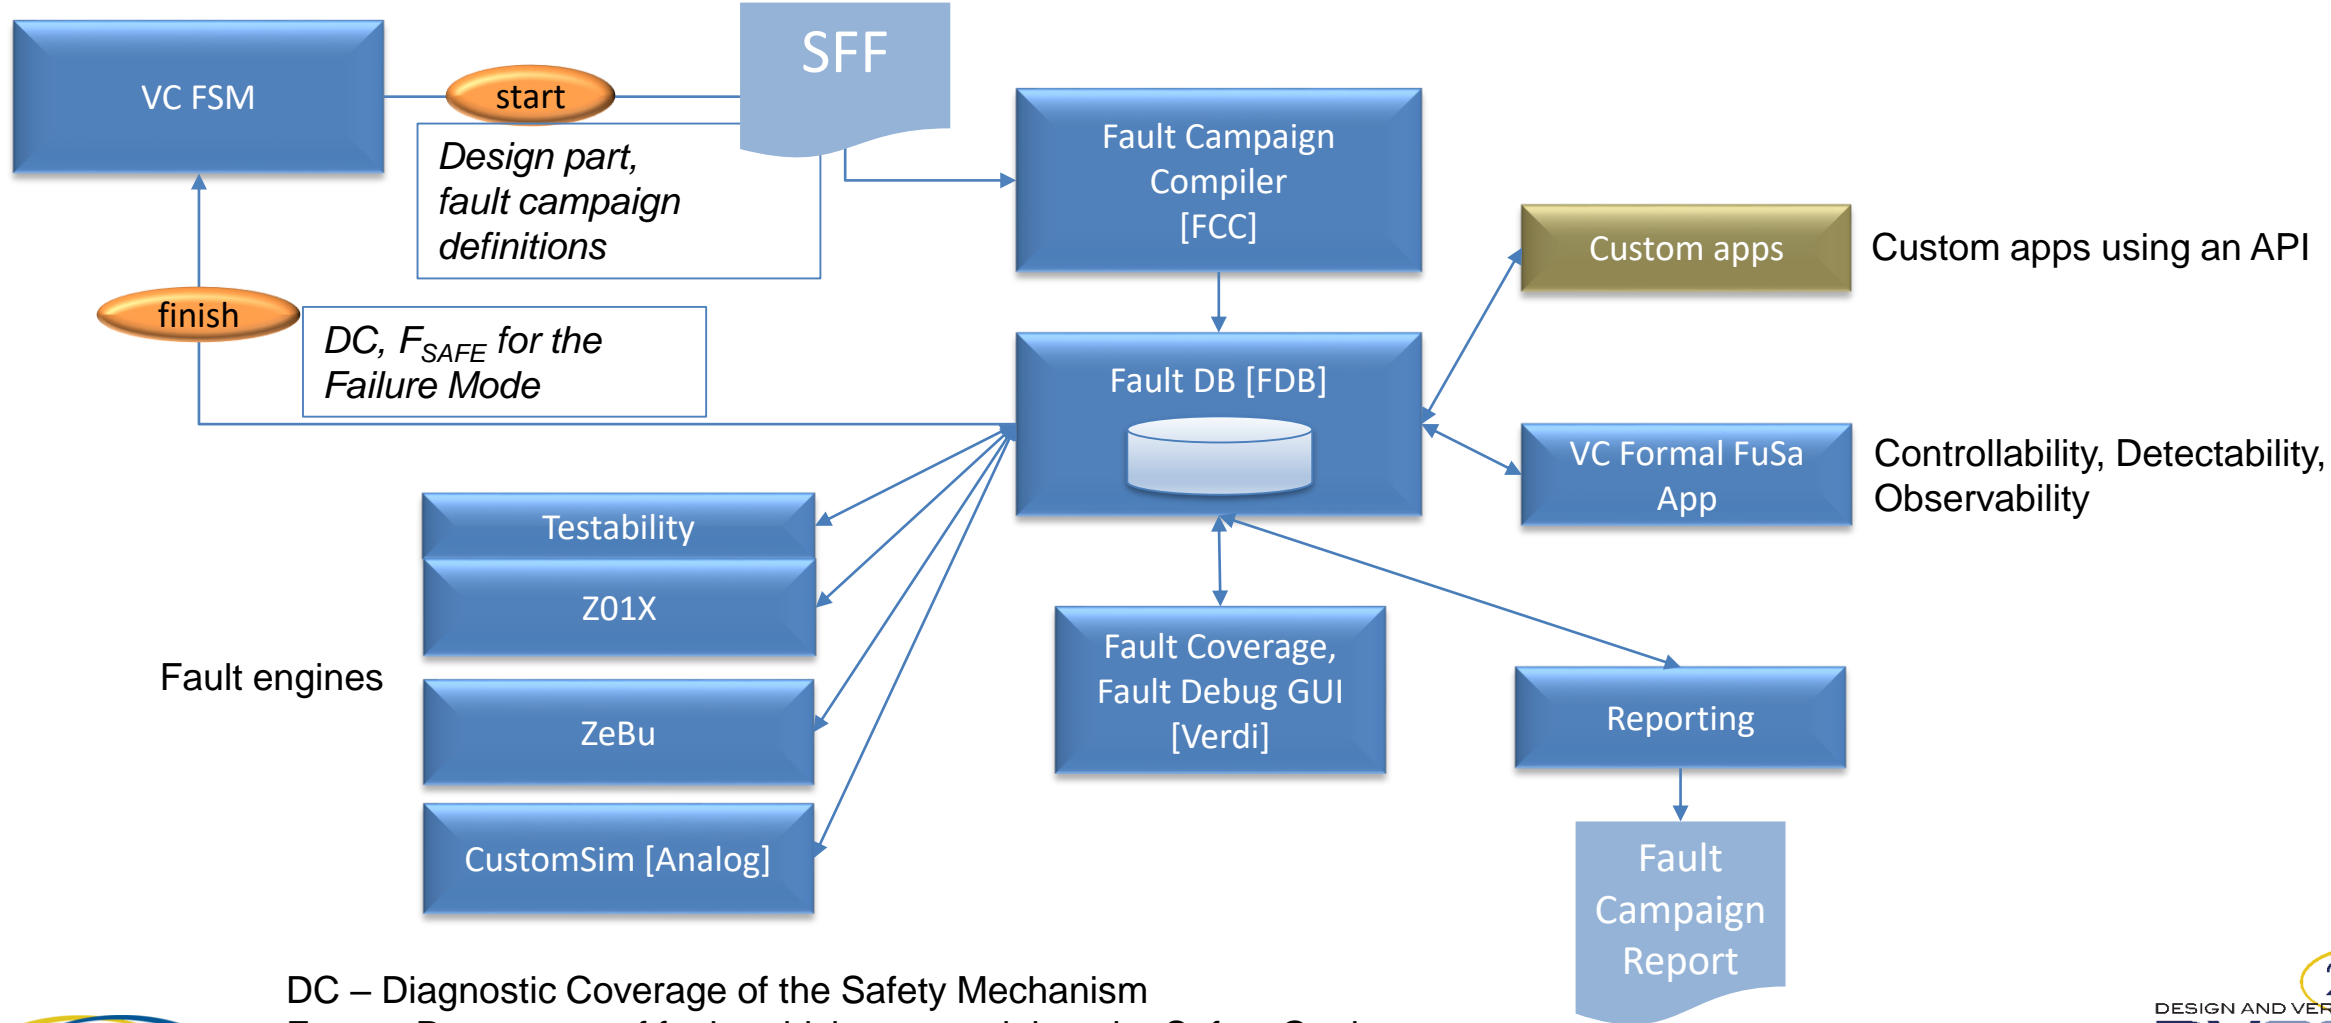 VC FSM
start
SFF
Design part,
fault campaign
definitions
Fault Campaign
Compiler
[FCC]
Custom apps
Custom apps using an API
finish
DC, F_SAFE for the
Failure Mode
Fault DB [FDB]
VC Formal FuSa
App
Controllability, Detectability,
Observability
Testability
Z01X
ZeBu
CustomSim [Analog]
Fault engines
Fault Coverage,
Fault Debug GUI
[Verdi]
Reporting
Fault
Campaign
Report
DC – Diagnostic Coverage of the Safety Mechanism
DESIGN AND VER